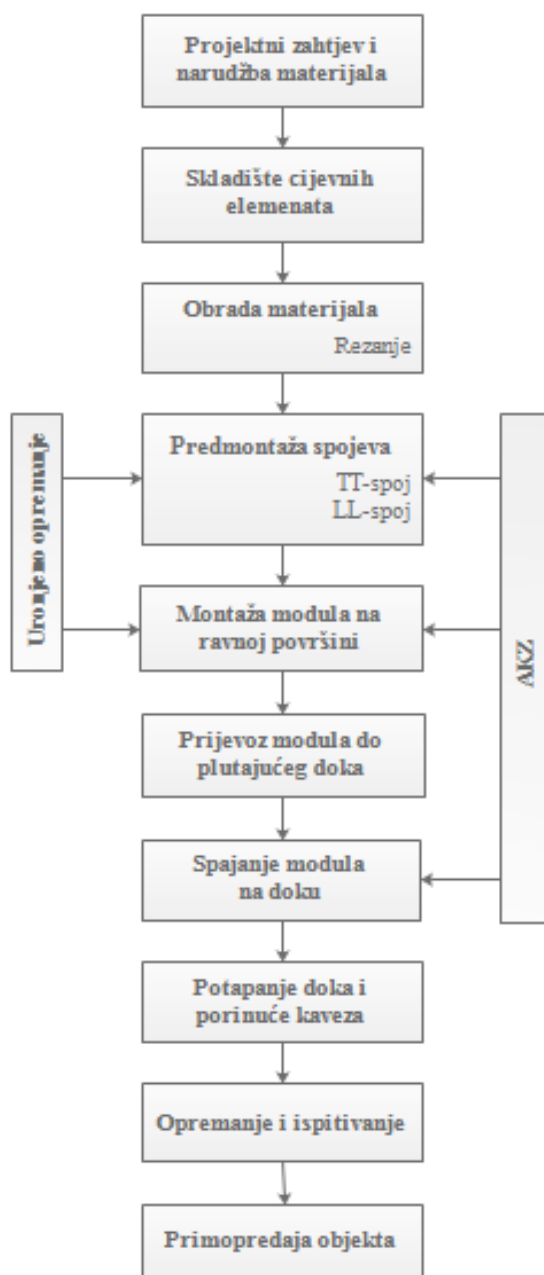 Projektni zahtjev i
narudžba materijala
Skladište cijevnih
elemenata
Obrada materijala
Rezanje
Uronjeno opremanje
Predmontaža spojeva
TT-spoj
LL-spoj
AKZ
Montaža modula na
ravnoj površini
Prijevoz modula do
plutajućeg doka
Spajanje modula
na doku
Potapanje doka i
porinuće kaveza
Opremanje i ispitivanje
Primopredaja objekta